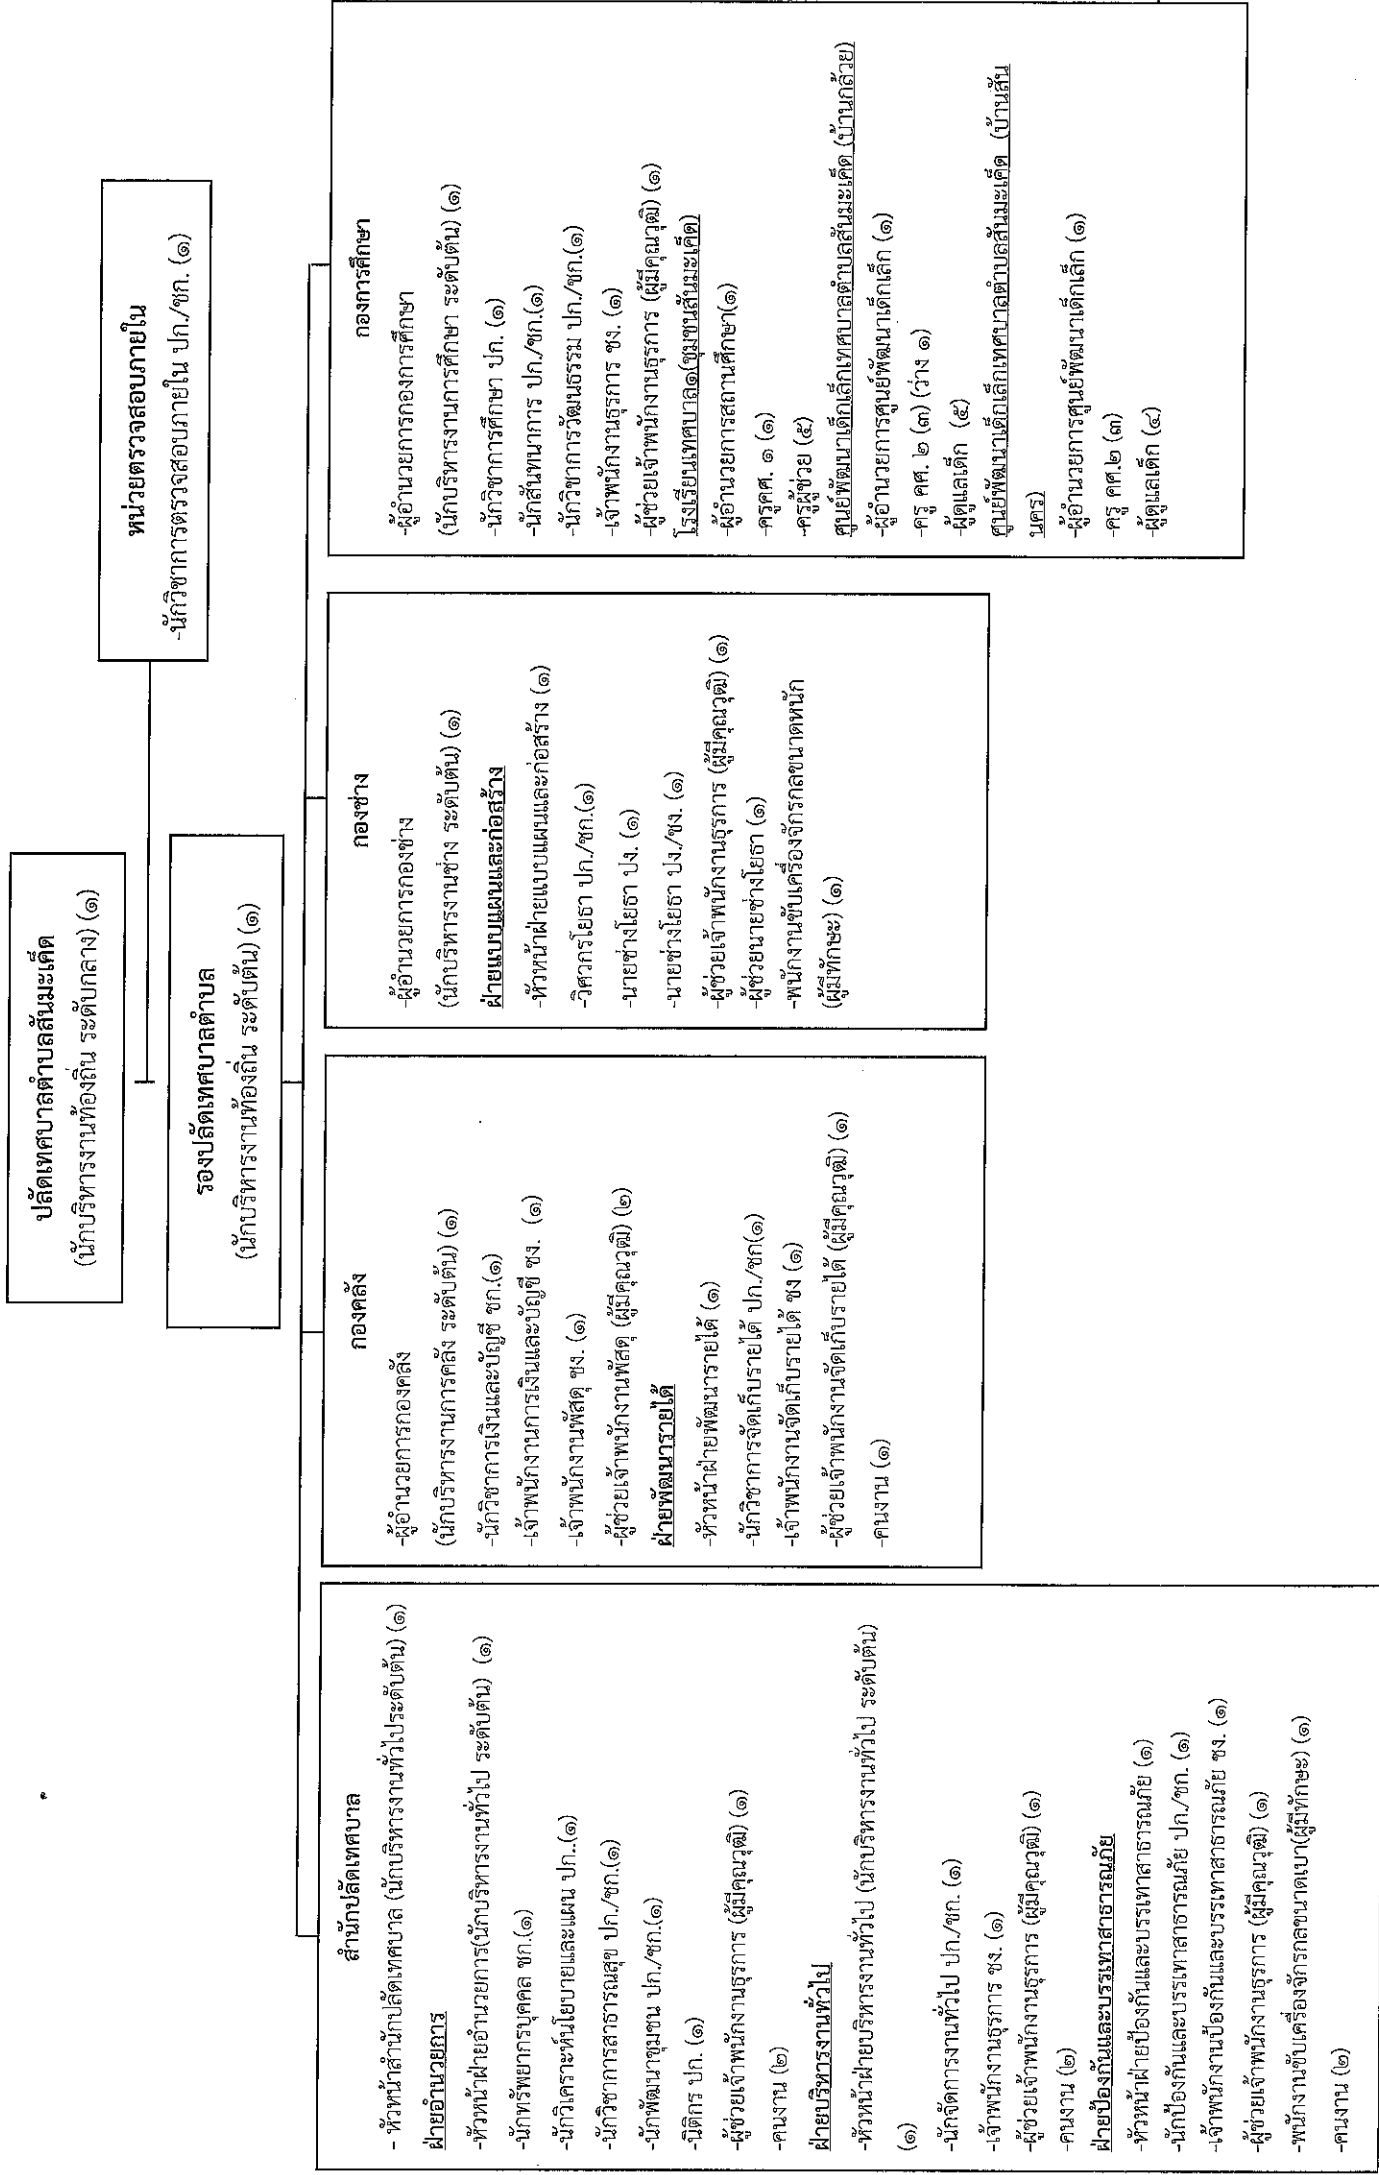 ปลัดเทศบาลตำบลสันมะเค็ด
(นักบริหารงานท้องถิ่น ระดับกลาง) (๑)
หน่วยตรวจสอบภายใน
-นักวิชาการตรวจสอบภายใน ปก./ชก. (๑)
รองปลัดเทศบาลตำบล
(นักบริหารงานท้องถิ่น ระดับต้น) (๑)
สำนักปลัดเทศบาล
- หัวหน้าสำนักปลัดเทศบาล (นักบริหารงานทั่วไประดับต้น) (๑)
ฝ่ายอำนวยการ
-หัวหน้าฝ่ายอำนวยการ(นักบริหารงานทั่วไป ระดับต้น) (๑)
-นักทรัพยากรบุคคล ชก.(๑)
-นักวิเคราะห์นโยบายและแผน ปก..(๑)
-นักวิชาการสาธารณสุข ปก./ชก.(๑)
-นักพัฒนาชุมชน ปก./ชก.(๑)
-นิติกร ปก. (๑)
-ผู้ช่วยเจ้าพนักงานธุรการ (ผู้มีคุณวุฒิ) (๑)
-คนงาน (๒)
ฝ่ายบริหารงานทั่วไป
-หัวหน้าฝ่ายบริหารงานทั่วไป (นักบริหารงานทั่วไป ระดับต้น)
(๑)
-นักจัดการงานทั่วไป ปก./ชก. (๑)
-เจ้าพนักงานธุรการ ชง. (๑)
-ผู้ช่วยเจ้าพนักงานธุรการ (ผู้มีคุณวุฒิ) (๑)
-คนงาน (๒)
ฝ่ายป้องกันและบรรเทาสาธารณภัย
-หัวหน้าฝ่ายป้องกันและบรรเทาสาธารณภัย (๑)
-นักป้องกันและบรรเทาสาธารณภัย ปก./ชก. (๑)
-เจ้าพนักงานป้องกันและบรรเทาสาธารณภัย ชง. (๑)
-ผู้ช่วยเจ้าพนักงานธุรการ (ผู้มีคุณวุฒิ) (๑)
-พนักงานขับเครื่องจักรกลขนาดเบา(ผู้มีทักษะ) (๑)
-คนงาน (๒)
กองคลัง
-ผู้อำนวยการกองคลัง
(นักบริหารงานการคลัง ระดับต้น) (๑)
-นักวิชาการเงินและบัญชี ชก.(๑)
-เจ้าพนักงานการเงินและบัญชี ชง. (๑)
-เจ้าพนักงานพัสดุ ชง. (๑)
-ผู้ช่วยเจ้าพนักงานพัสดุ (ผู้มีคุณวุฒิ) (๒)
ฝ่ายพัฒนารายได้
-หัวหน้าฝ่ายพัฒนารายได้ (๑)
-นักวิชาการจัดเก็บรายได้ ปก./ชก(๑)
-เจ้าพนักงานจัดเก็บรายได้ ชง (๑)
-ผู้ช่วยเจ้าพนักงานจัดเก็บรายได้ (ผู้มีคุณวุฒิ) (๑)
-คนงาน (๑)
กองช่าง
-ผู้อำนวยการกองช่าง
(นักบริหารงานช่าง ระดับต้น) (๑)
ฝ่ายแบบแผนและก่อสร้าง
-หัวหน้าฝ่ายแบบแผนและก่อสร้าง (๑)
-วิศวกรโยธา ปก./ชก.(๑)
-นายช่างโยธา ปง. (๑)
-นายช่างโยธา ปง./ชง. (๑)
-ผู้ช่วยเจ้าพนักงานธุรการ (ผู้มีคุณวุฒิ) (๑)
-ผู้ช่วยนายช่างโยธา (๑)
-พนักงานขับเครื่องจักรกลขนาดหนัก
(ผู้มีทักษะ) (๑)
กองการศึกษา
-ผู้อำนวยการกองการศึกษา
(นักบริหารงานการศึกษา ระดับต้น) (๑)
-นักวิชาการศึกษา ปก. (๑)
-นักสันทนาการ ปก./ชก.(๑)
-นักวิชาการวัฒนธรรม ปก./ชก.(๑)
-เจ้าพนักงานธุรการ ชง. (๑)
-ผู้ช่วยเจ้าพนักงานธุรการ (ผู้มีคุณวุฒิ) (๑)
โรงเรียนเทศบาล๑(ชุมชนสันมะเค็ด)
-ผู้อำนวยการสถานศึกษา(๑)
-ครูคศ. ๑ (๑)
-ครูผู้ช่วย (๕)
ศูนย์พัฒนาเด็กเล็กเทศบาลตำบลสันมะเค็ด (บ้านกล้วย)
-ผู้อำนวยการศูนย์พัฒนาเด็กเล็ก (๑)
-ครู คศ. ๒ (๓) (ว่าง ๑)
-ผู้ดูแลเด็ก (๕)
ศูนย์พัฒนาเด็กเล็กเทศบาลตำบลสันมะเค็ด (บ้านสัน
นคร)
-ผู้อำนวยการศูนย์พัฒนาเด็กเล็ก (๑)
-ครู คศ.๒ (๓)
-ผู้ดูแลเด็ก (๔)